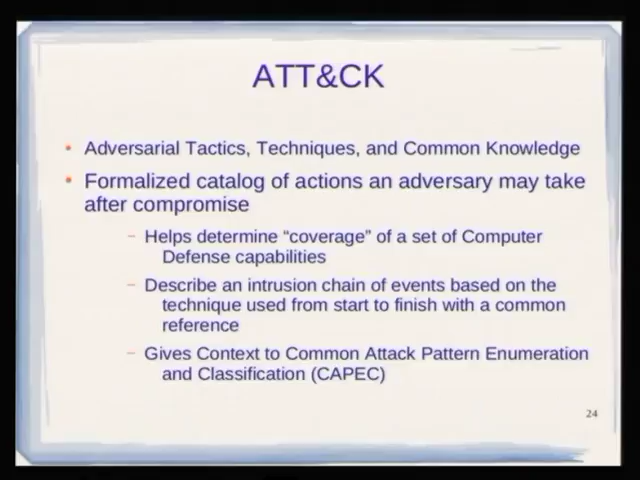 ATT&CK
• Adversarial Tactics, Techniques, and Common Knowledge
• Formalized catalog of actions an adversary may take
after compromise
– Helps determine “coverage” of a set of Computer
Defense capabilities
– Describe an intrusion chain of events based on the
technique used from start to finish with a common
reference
– Gives Context to Common Attack Pattern Enumeration
and Classification (CAPEC)
24